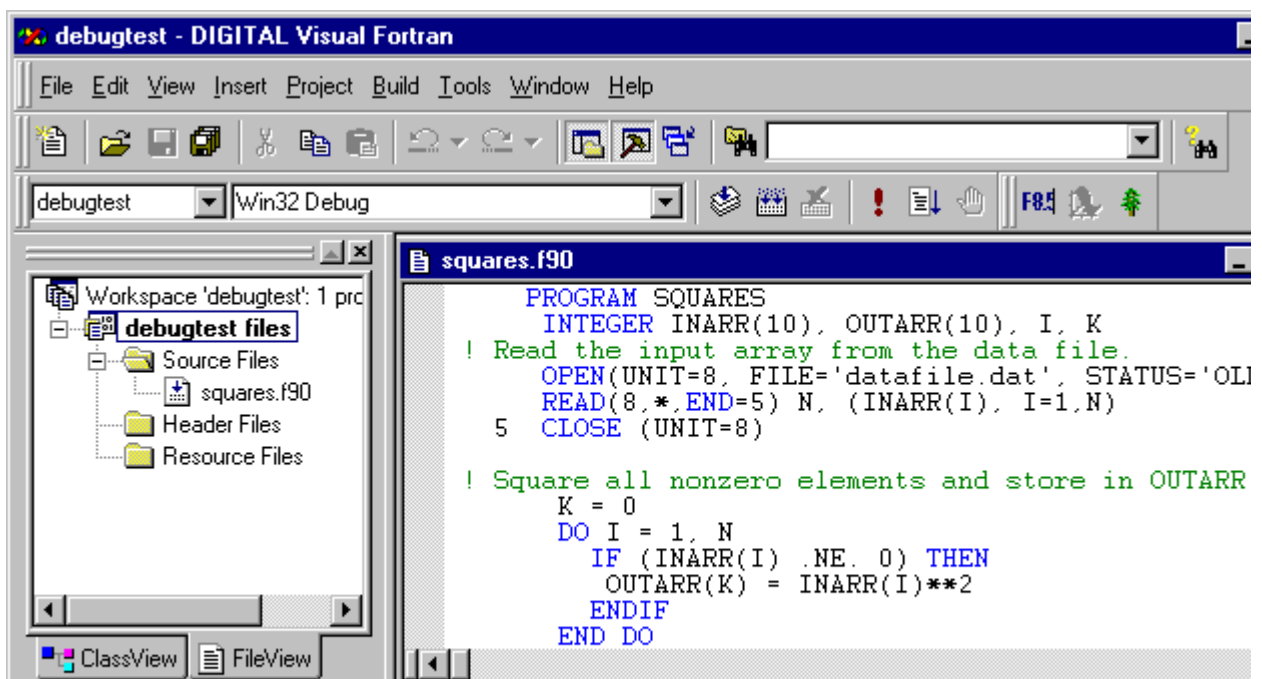 debugtest - DIGITAL Visual Fortran
File Edit View Insert Project Build Tools Window Help
debugtest Win32 Debug
F89
Workspace 'debugtest': 1 prc
debugtest files
Source Files
squares.f90
Header Files
Resource Files
ClassView FileView
squares.f90
PROGRAM SQUARES
INTEGER INARR(10), OUTARR(10), I, K
! Read the input array from the data file.
OPEN(UNIT=8, FILE='datafile.dat', STATUS='OLD
READ(8,*,END=5) N, (INARR(I), I=1,N)
5 CLOSE (UNIT=8)
! Square all nonzero elements and store in OUTARR
K = 0
DO I = 1, N
IF (INARR(I) .NE. 0) THEN
OUTARR(K) = INARR(I)**2
ENDIF
END DO